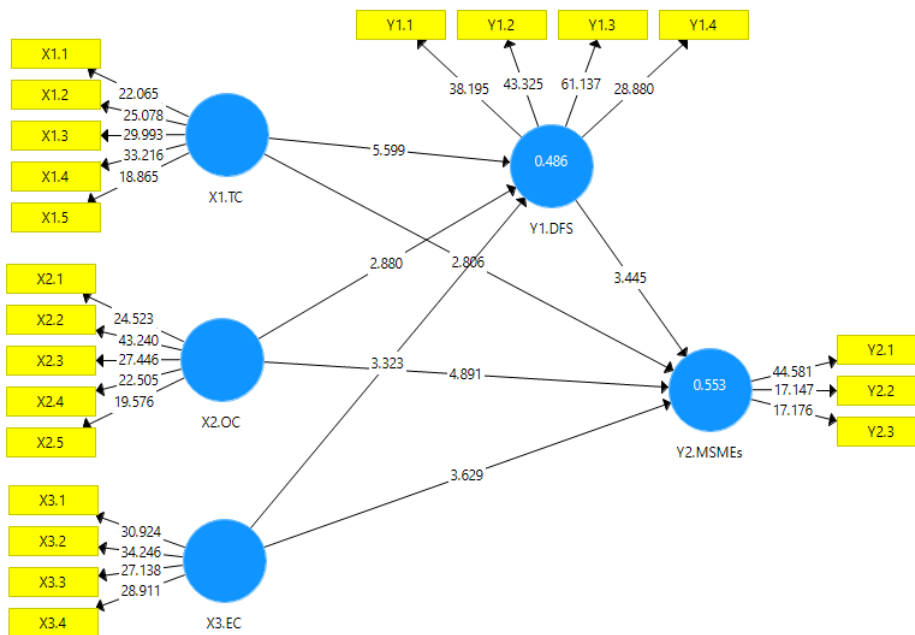 Y1.1
Y1.2
Y1.3
Y1.4
38.195
43.325
61.137
28.880
X1.1
X1.2
X1.3
X1.4
X1.5
22.065
25.078
29.993
33.216
18.865
X1.TC
5.599
2.806
0.486
Y1.DFS
3.445
X2.1
X2.2
X2.3
X2.4
X2.5
24.523
43.240
27.446
22.505
19.576
X2.OC
2.880
4.891
0.553
Y2.MSMEs
44.581
17.147
17.176
Y2.1
Y2.2
Y2.3
X3.1
X3.2
X3.3
X3.4
30.924
34.246
27.138
28.911
X3.EC
3.323
3.629